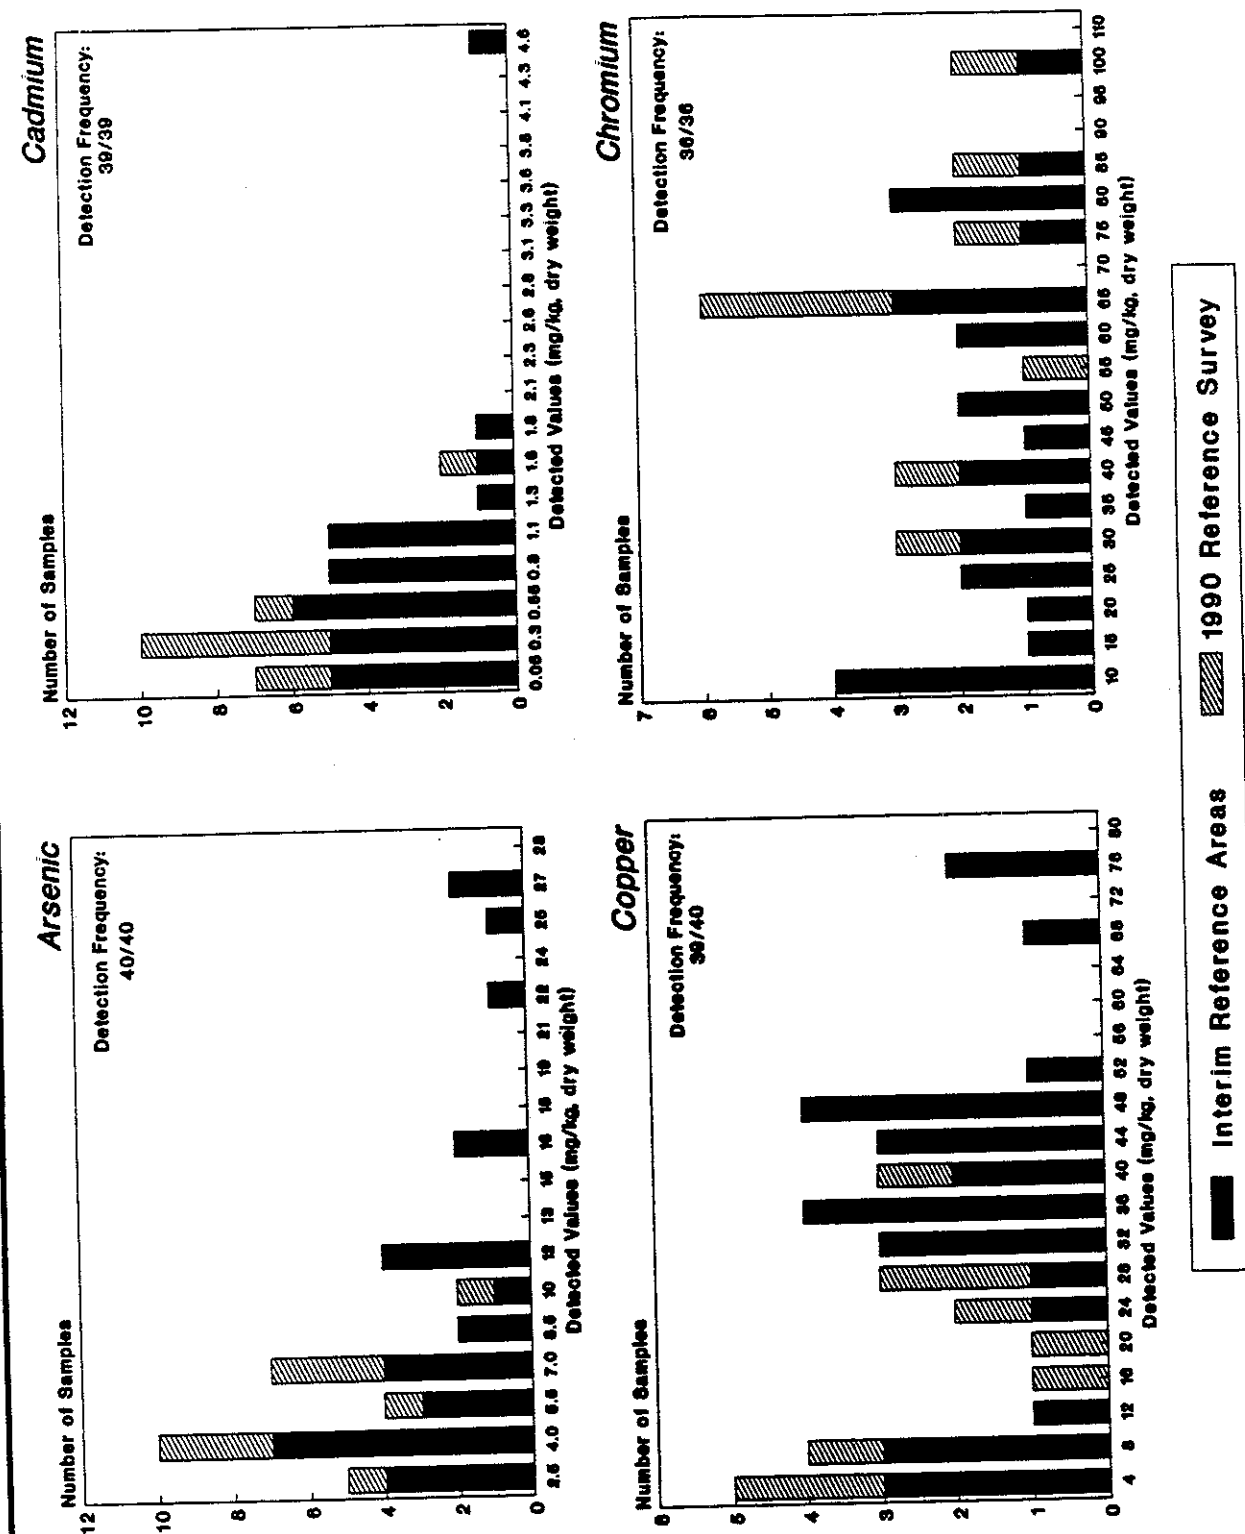 Arsenic
Number of Samples
12
10
8
6
4
2
0
Detection Frequency:
40/40
2.5 4.0 5.5 7.0 8.5 10 12 13 15 16 18 19 21 22 24 25 27 28
Detected Values (mg/kg, dry weight)
Cadmium
Number of Samples
12
10
8
6
4
2
0
Detection Frequency:
39/39
0.05 0.3 0.55 0.8 1.1 1.3 1.6 1.8 2.1 2.3 2.6 2.8 3.1 3.3 3.6 3.8 4.1 4.3 4.6
Detected Values (mg/kg, dry weight)
Copper
Number of Samples
6
5
4
3
2
1
0
Detection Frequency:
39/40
4 8 12 16 20 24 28 32 36 40 44 48 52 56 60 64 68 72 76 80
Detected Values (mg/kg, dry weight)
Chromium
Number of Samples
7
6
5
4
3
2
1
0
Detection Frequency:
36/36
10 15 20 25 30 35 40 45 50 55 60 65 70 75 80 85 90 95 100 110
Detected Values (mg/kg, dry weight)
Interim Reference Areas
1990 Reference Survey